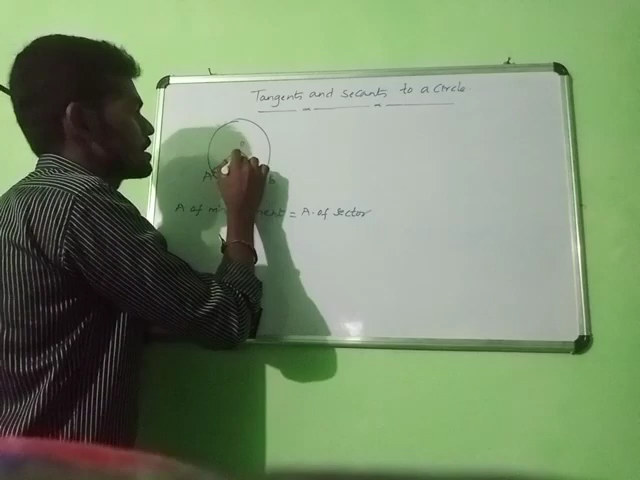 Tangents and Secants to a Circle
A b
A of = A. of sector